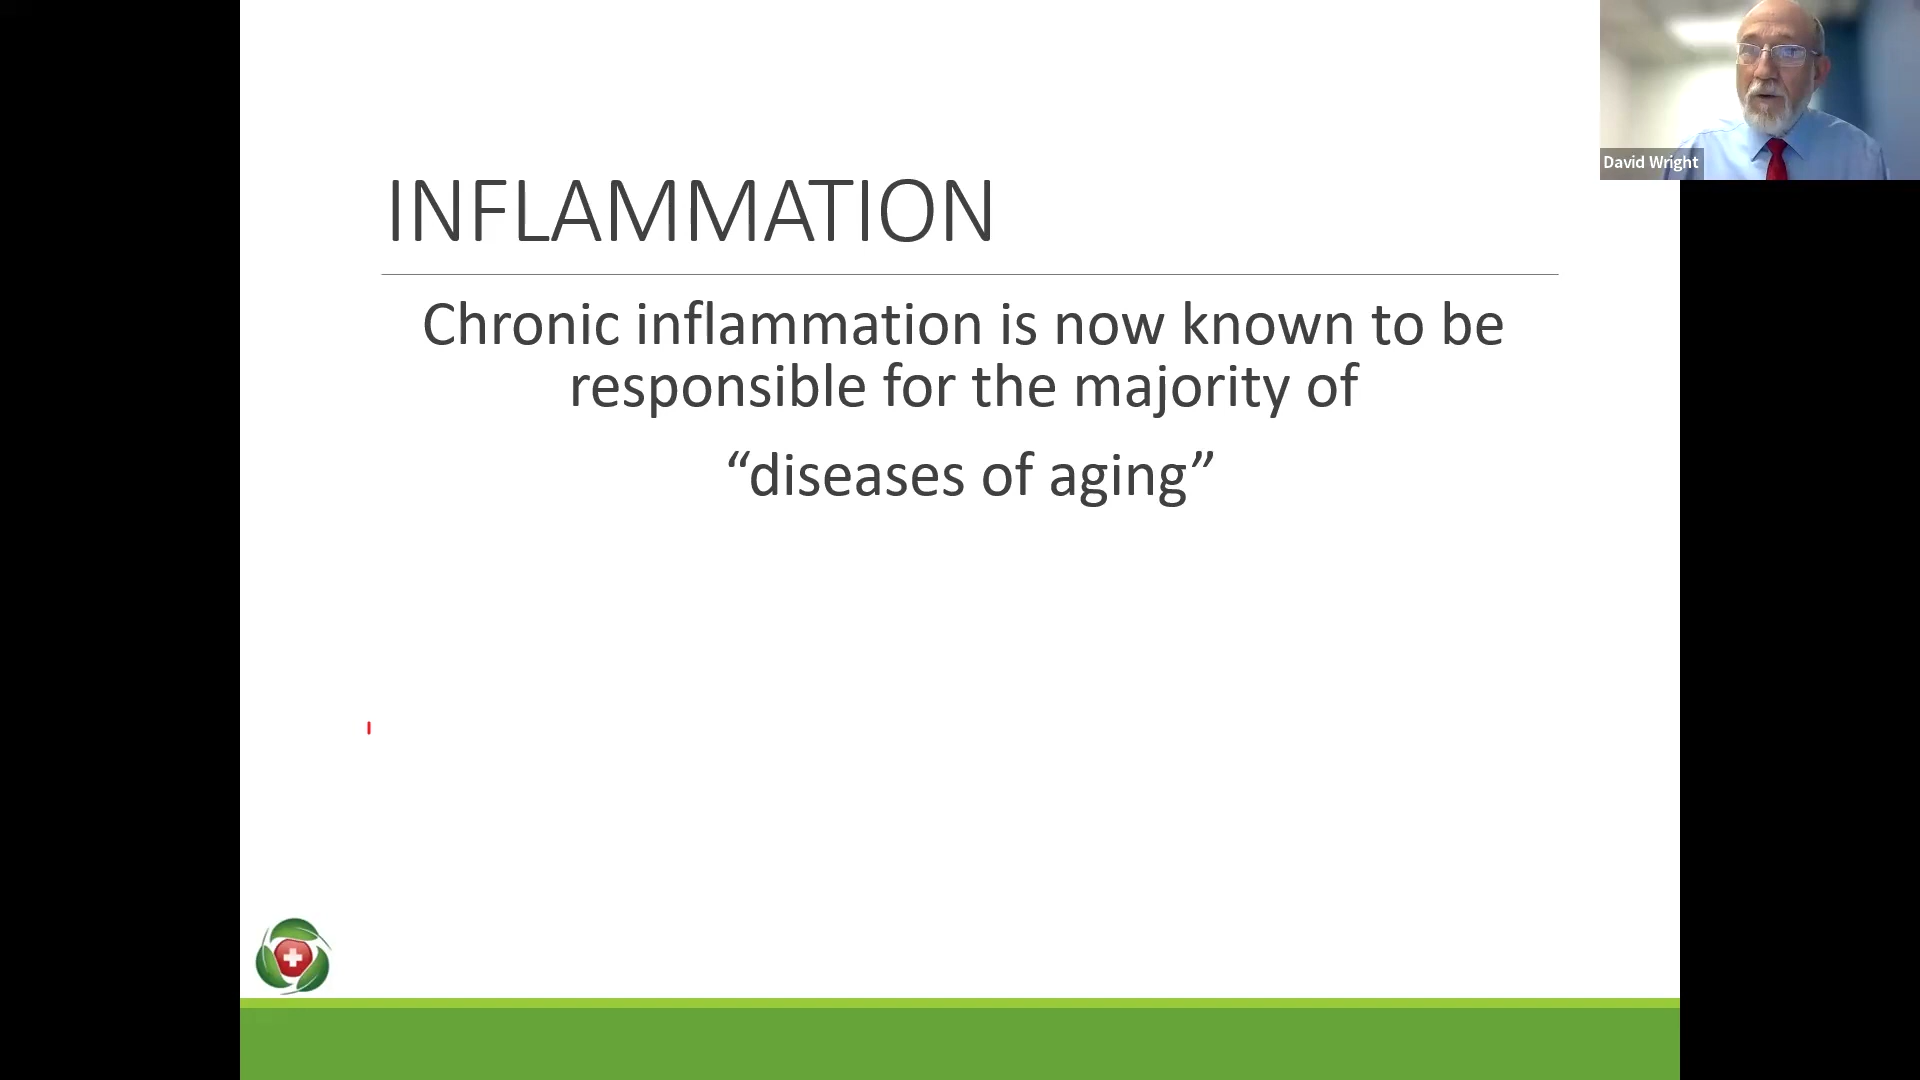 David Wright
INFLAMMATION
Chronic inflammation is now known to be
responsible for the majority of
“diseases of aging”